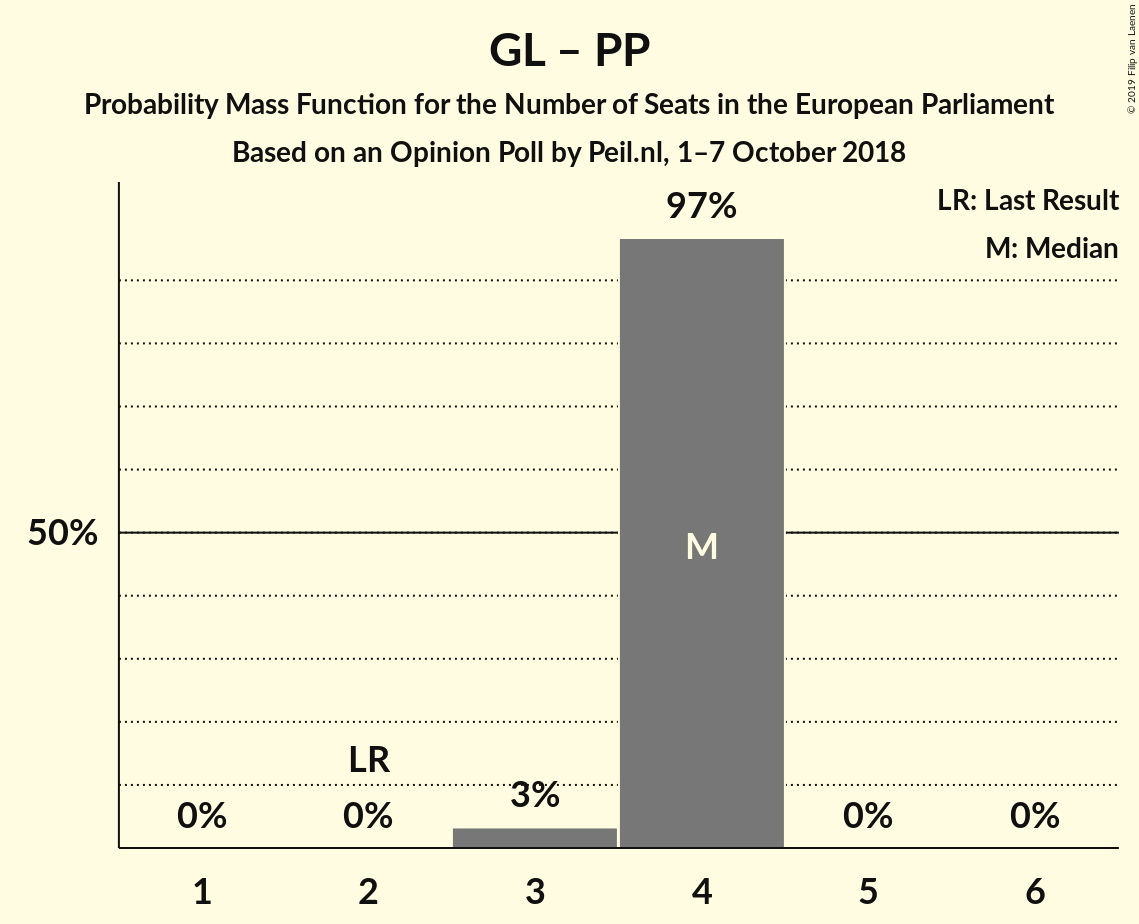 GL – PP
Probability Mass Function for the Number of Seats in the European Parliament
Based on an Opinion Poll by Peil.nl, 1–7 October 2018
© 2019 Filip van Laenen
LR: Last Result
M: Median
97%
50%
M
LR
0% 0% 3% 0% 0%
1 2 3 4 5 6